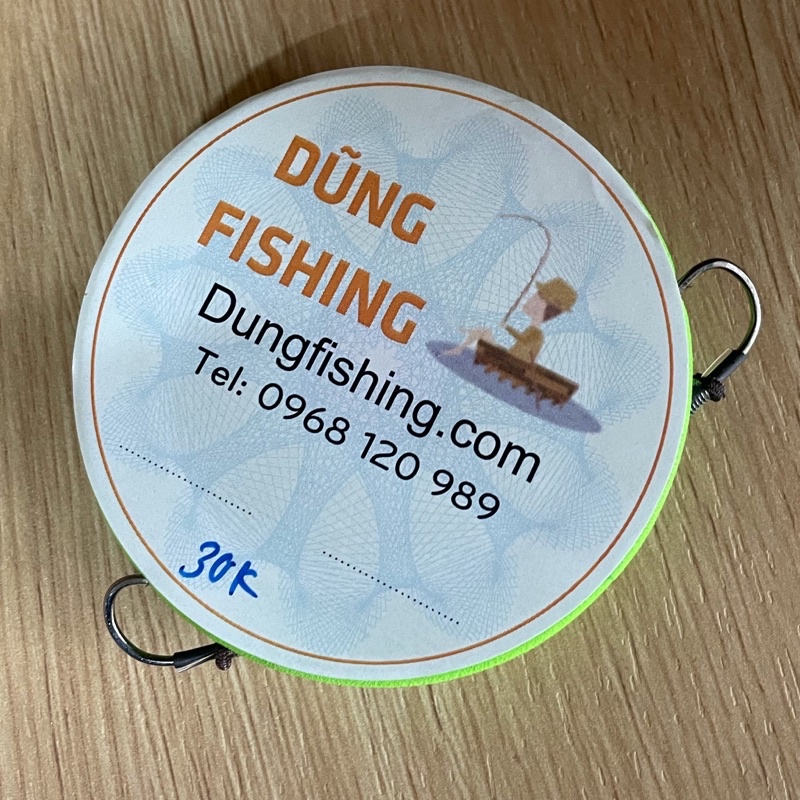 DŨNG
FISHING
Dungfishing.com
Tel: 0968 120 989
30K